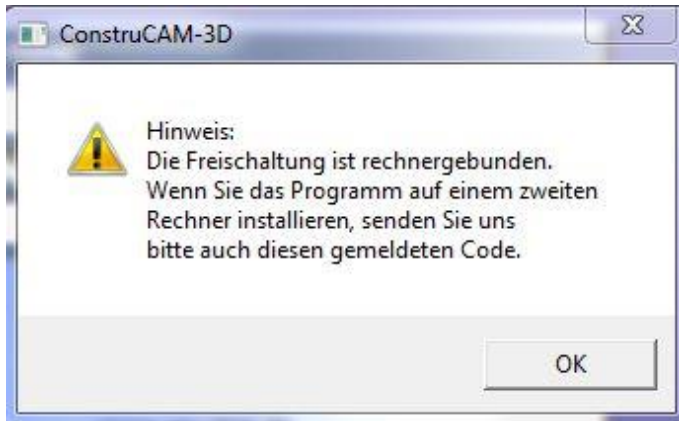 ConstruCAM-3D
Hinweis:
Die Freischaltung ist rechnergebunden.
Wenn Sie das Programm auf einem zweiten
Rechner installieren, senden Sie uns
bitte auch diesen gemeldeten Code.
OK